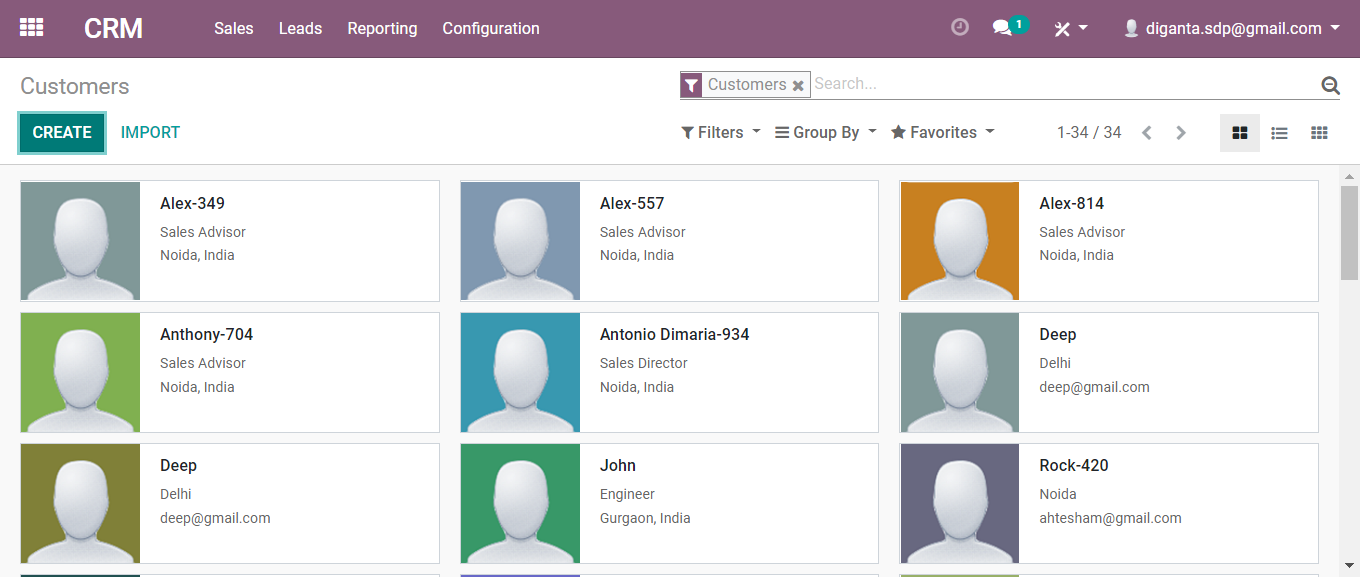 CRM Sales Leads Reporting Configuration 1 diganta.sdp@gmail.com
Customers
Customers Search...
CREATE IMPORT
Filters Group By Favorites 1-34 / 34
Alex-349
Sales Advisor
Noida, India
Alex-557
Sales Advisor
Noida, India
Alex-814
Sales Advisor
Noida, India
Anthony-704
Sales Advisor
Noida, India
Antonio Dimaria-934
Sales Director
Noida, India
Deep
Delhi
deep@gmail.com
Deep
Delhi
deep@gmail.com
John
Engineer
Gurgaon, India
Rock-420
Noida
ahtesham@gmail.com